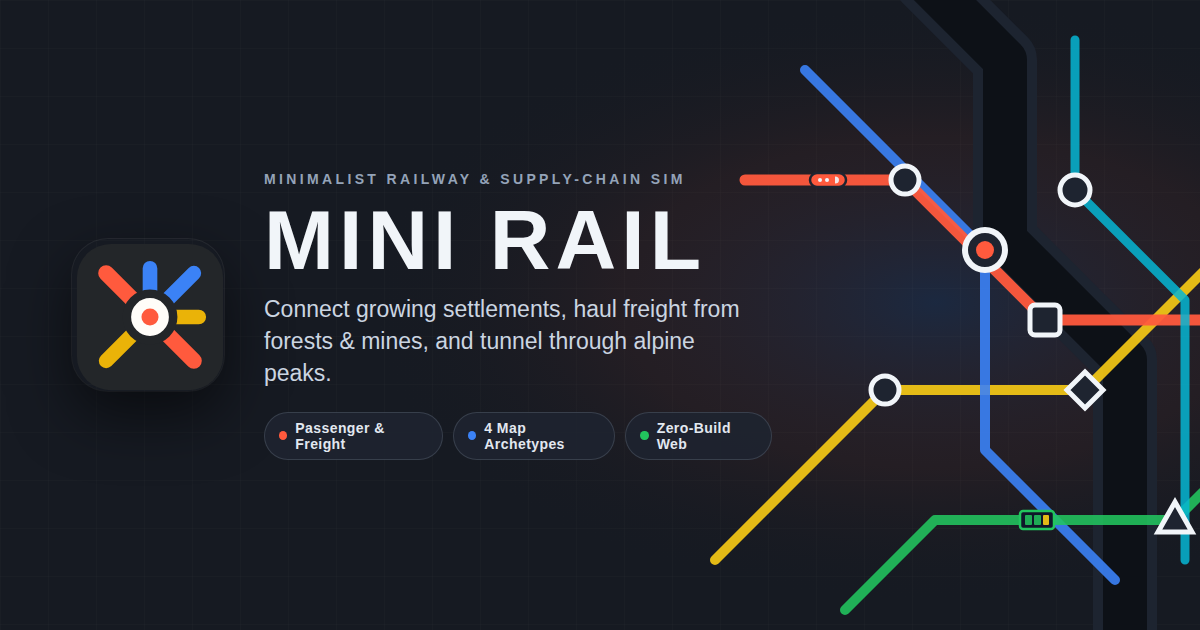 MINIMALIST RAILWAY & SUPPLY-CHAIN SIM
MINI RAIL
Connect growing settlements, haul freight from
forests & mines, and tunnel through alpine
peaks.
Passenger &
Freight
4 Map
Archetypes
Zero-Build
Web